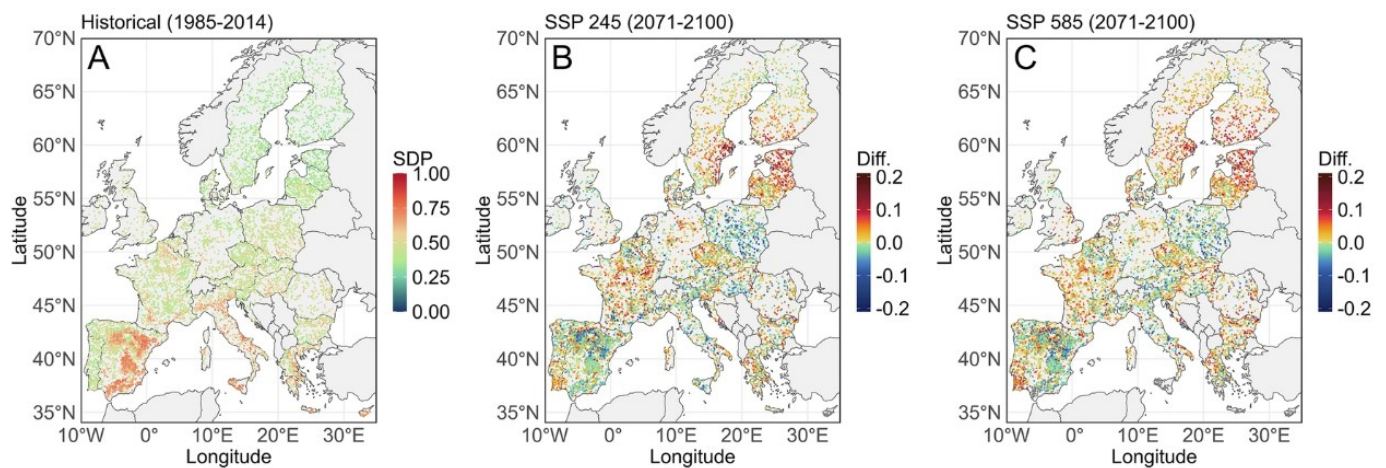 Historical (1985-2014)
A
70°N
65°N
60°N
55°N
50°N
45°N
40°N
35°N
Latitude
10°W 0° 10°E 20°E 30°E
Longitude
SDP
1.00
0.75
0.50
0.25
0.00
SSP 245 (2071-2100)
B
70°N
65°N
60°N
55°N
50°N
45°N
40°N
35°N
Latitude
10°W 0° 10°E 20°E 30°E
Longitude
Diff.
0.2
0.1
0.0
-0.1
-0.2
SSP 585 (2071-2100)
C
70°N
65°N
60°N
55°N
50°N
45°N
40°N
35°N
Latitude
10°W 0° 10°E 20°E 30°E
Longitude
Diff.
0.2
0.1
0.0
-0.1
-0.2